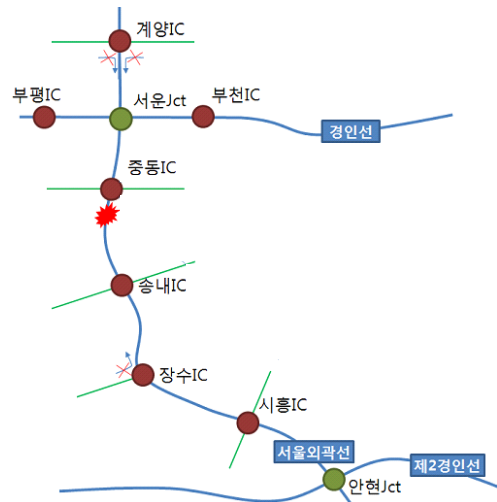 계양IC
부평IC
서운Jct
부천IC
경인선
중동IC
송내IC
장수IC
시흥IC
서울외곽선
제2경인선
안현Jct